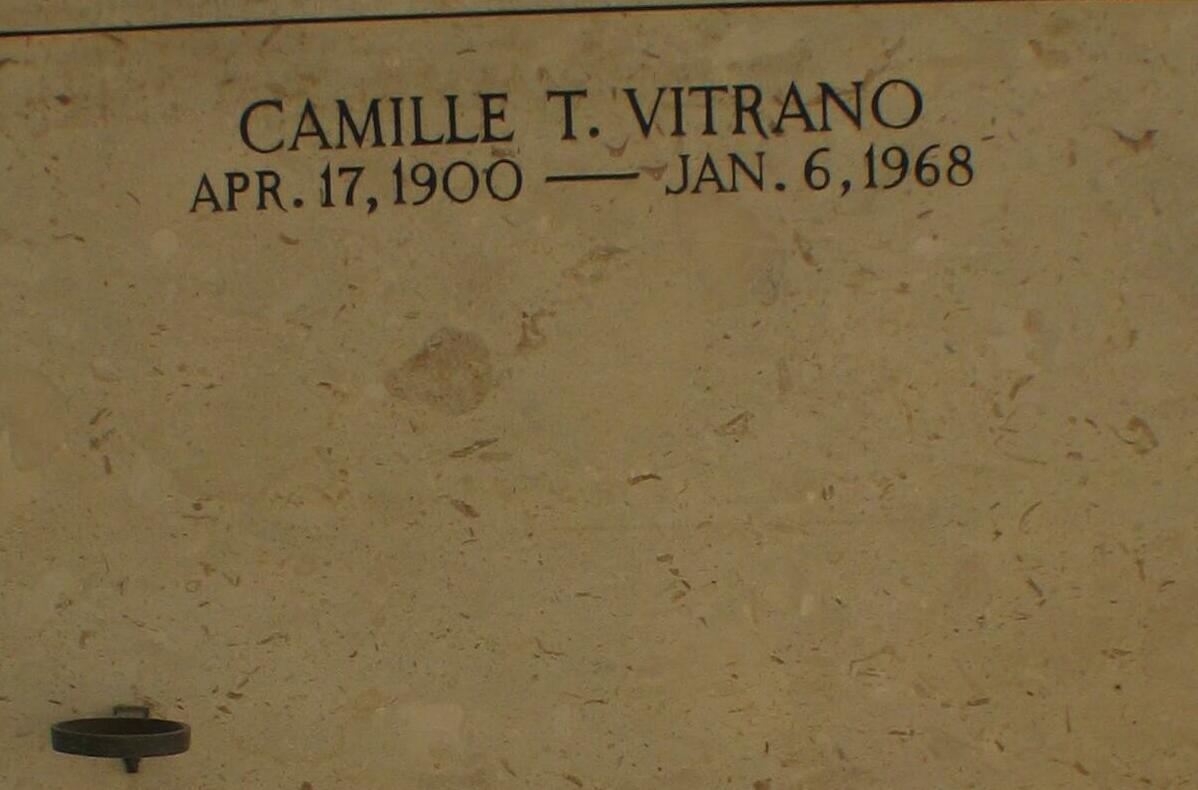 CAMILLE T. VITRANO
APR. 17, 1900 — JAN. 6, 1968